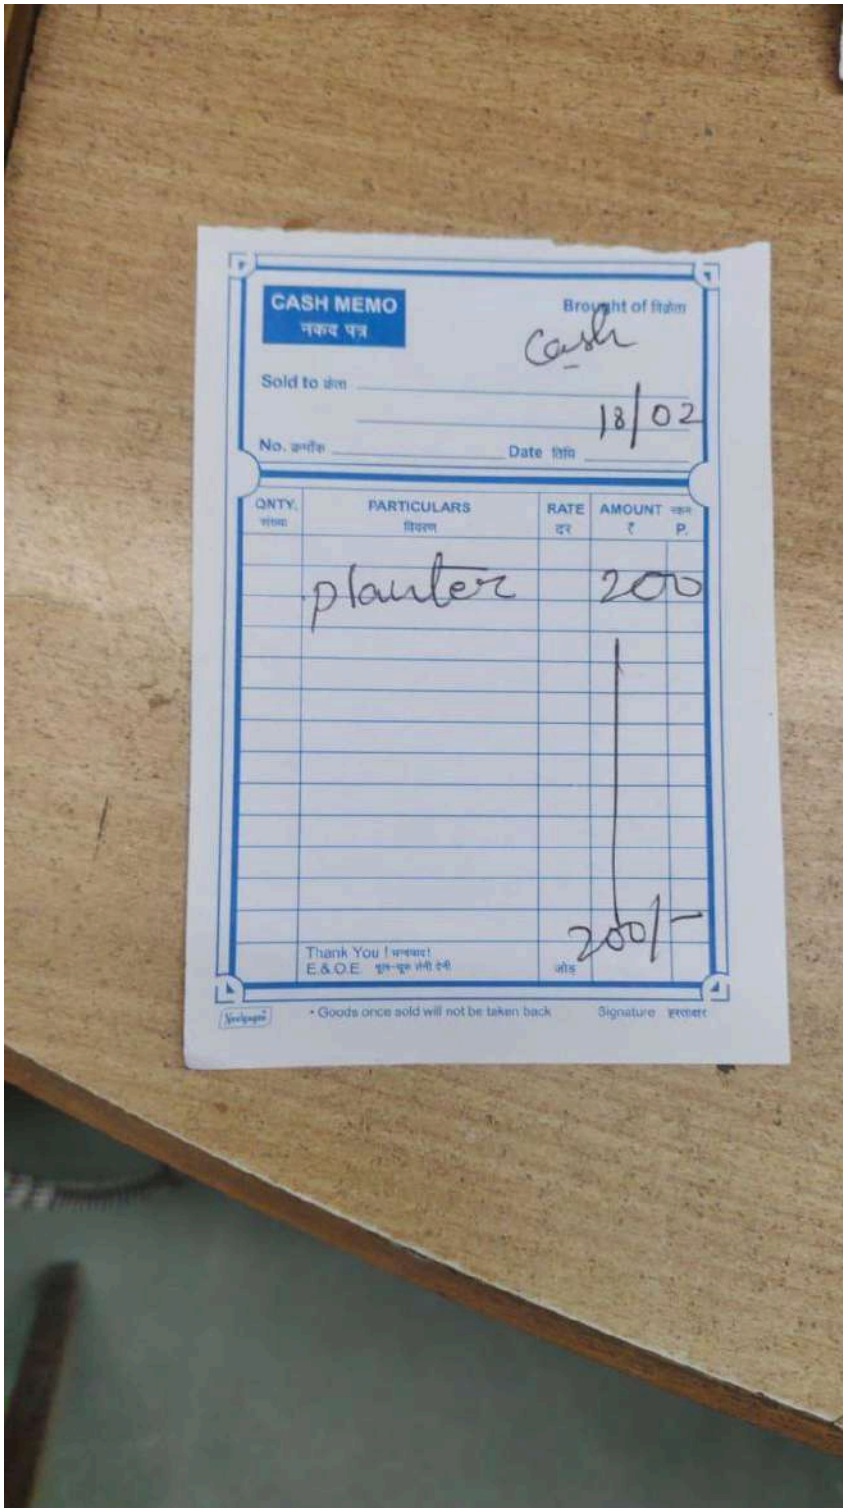 CASH MEMO
नकद पत्र
Brought of विक्रेता
Cash
Sold to क्रेता
18/02
No. क्रमाँक
Date तिथि
QNTY. PARTICULARS RATE AMOUNT रकम
संख्या विवरण दर ₹ P.
planter 200
200/-
Thank You ! धन्यवाद!
E.&.O.E. भूल-चूक लेनी देनी जोड़
• Goods once sold will not be taken back Signature हस्ताक्षर